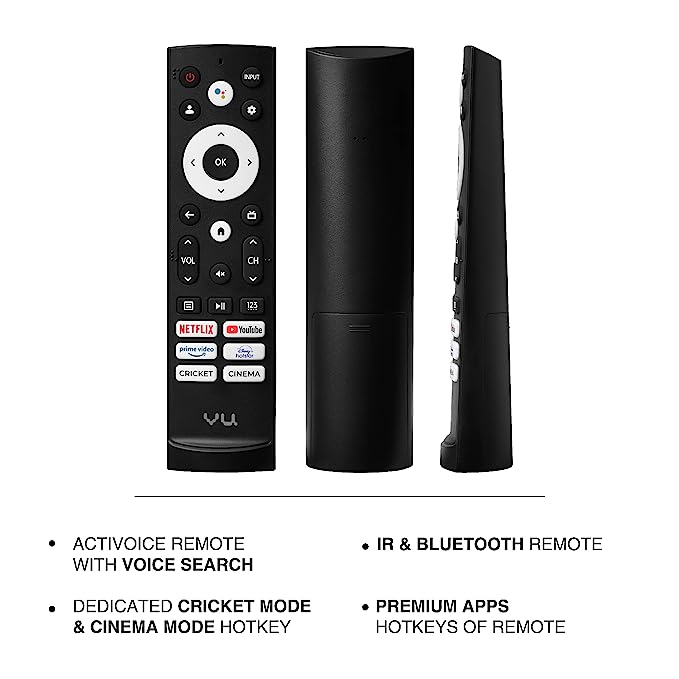 INPUT
OK
VOL
CH
123
NETFLIX
YouTube
prime video
Disney+
hotstar
CRICKET
CINEMA
VU
• ACTIVOICE REMOTE
WITH VOICE SEARCH
• IR & BLUETOOTH REMOTE
• DEDICATED CRICKET MODE
& CINEMA MODE HOTKEY
• PREMIUM APPS
HOTKEYS OF REMOTE